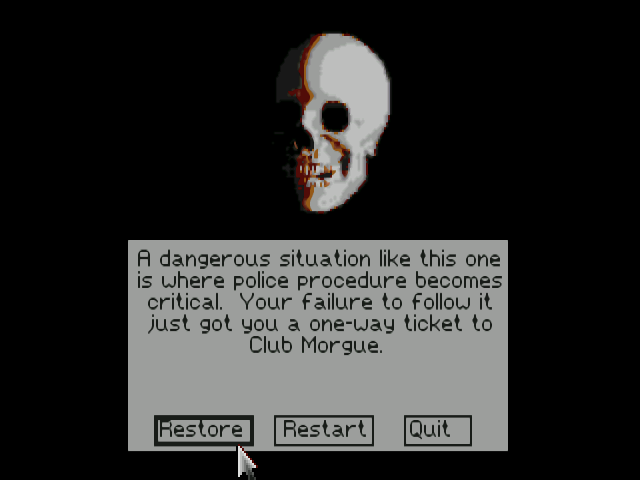 A dangerous situation like this one
is where police procedure becomes
critical.  Your failure to follow it
just got you a one-way ticket to
Club Morgue.
Restore
Restart
Quit